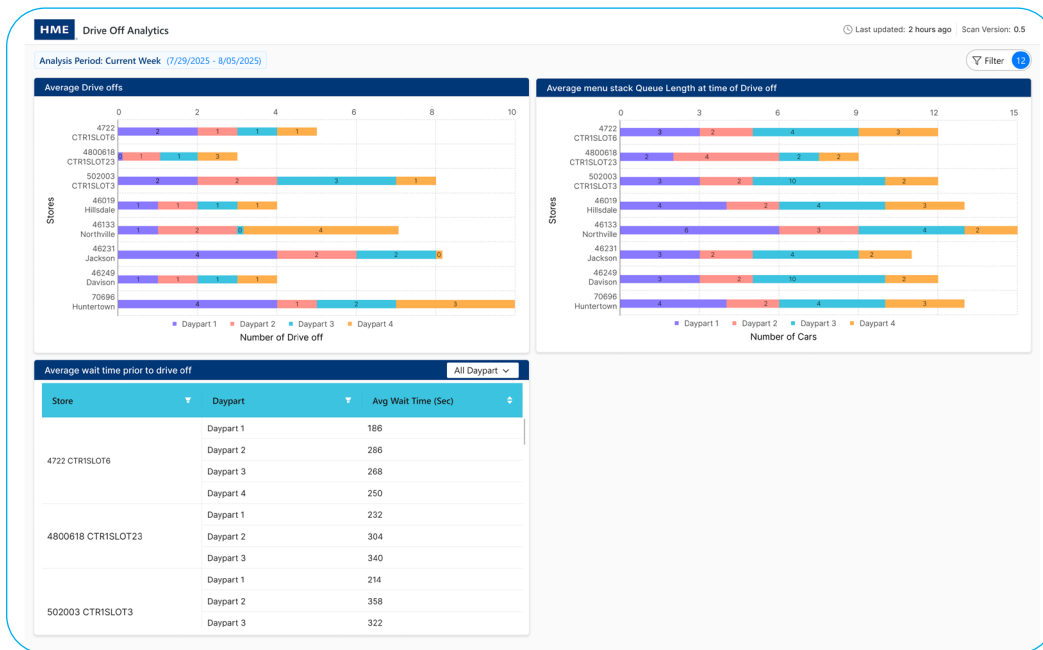 HME Drive Off Analytics
Last updated: 2 hours ago Scan Version: 0.5
Analysis Period: Current Week (7/29/2025 - 8/05/2025)
Filter 12
Average Drive offs
0 2 4 6 8 10
Stores
4722 CTR1SLOT6 2 1 1 1
4800618 CTR1SLOT23 0 1 1 3
502003 CTR1SLOT3 2 2 3 1
46019 Hillsdale 1 1 1 1
46133 Northville 1 2 0 4
46231 Jackson 4 2 2 0
46249 Davison 1 1 1 1
70696 Huntertown 4 1 2 3
Daypart 1 Daypart 2 Daypart 3 Daypart 4
Number of Drive off
Average menu stack Queue Length at time of Drive off
0 3 6 9 12 15
Stores
4722 CTR1SLOT6 3 2 4 3
4800618 CTR1SLOT23 2 4 2 2
502003 CTR1SLOT3 3 2 10 2
46019 Hillsdale 4 2 4 3
46133 Northville 6 3 4 2
46231 Jackson 3 2 4 2
46249 Davison 3 2 10 2
70696 Huntertown 4 2 4 3
Daypart 1 Daypart 2 Daypart 3 Daypart 4
Number of Cars
Average wait time prior to drive off All Daypart
Store Daypart Avg Wait Time (Sec)
4722 CTR1SLOT6
Daypart 1 186
Daypart 2 286
Daypart 3 268
Daypart 4 250
4800618 CTR1SLOT23
Daypart 1 232
Daypart 2 304
Daypart 3 340
502003 CTR1SLOT3
Daypart 1 214
Daypart 2 358
Daypart 3 322